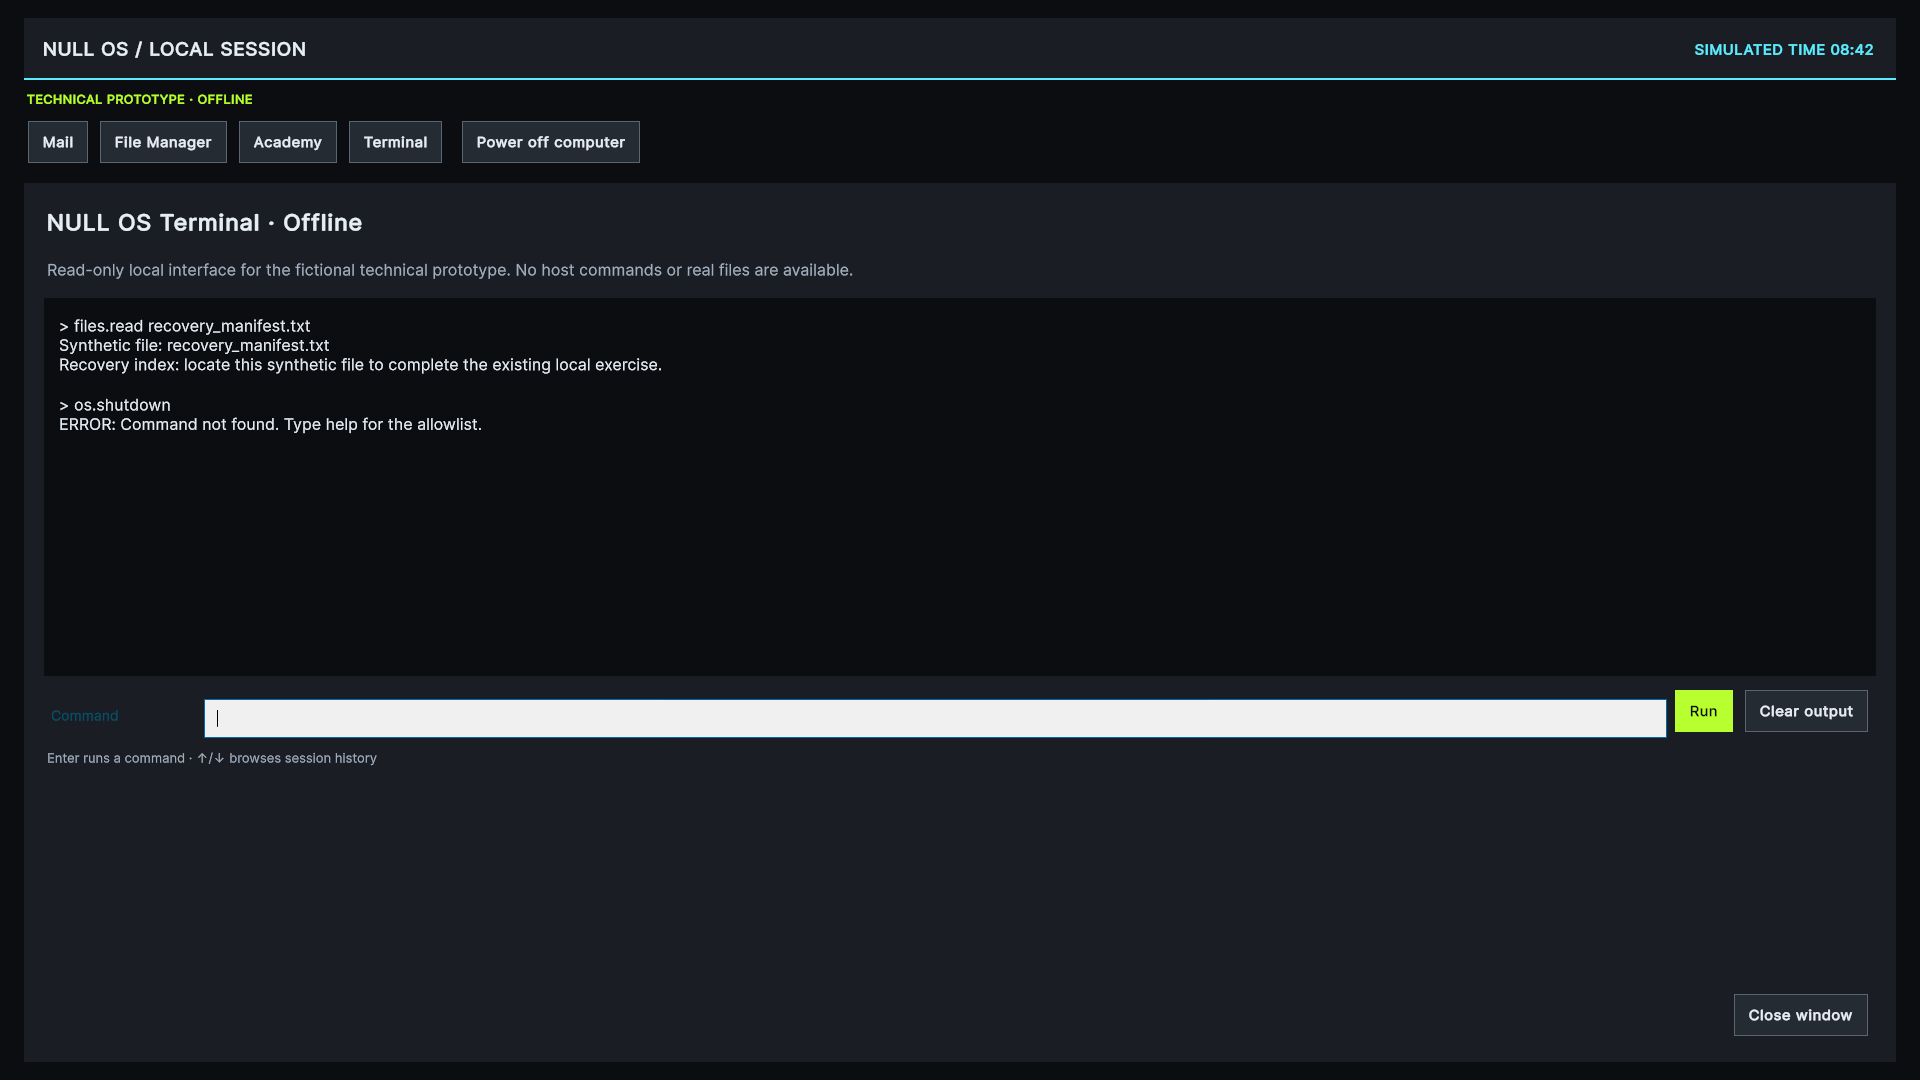 NULL OS / LOCAL SESSION
SIMULATED TIME 08:42
TECHNICAL PROTOTYPE · OFFLINE
Mail
File Manager
Academy
Terminal
Power off computer
NULL OS Terminal · Offline
Read-only local interface for the fictional technical prototype. No host commands or real files are available.
> files.read recovery_manifest.txt
Synthetic file: recovery_manifest.txt
Recovery index: locate this synthetic file to complete the existing local exercise.
> os.shutdown
ERROR: Command not found. Type help for the allowlist.
Command
Run
Clear output
Enter runs a command · ↑/↓ browses session history
Close window